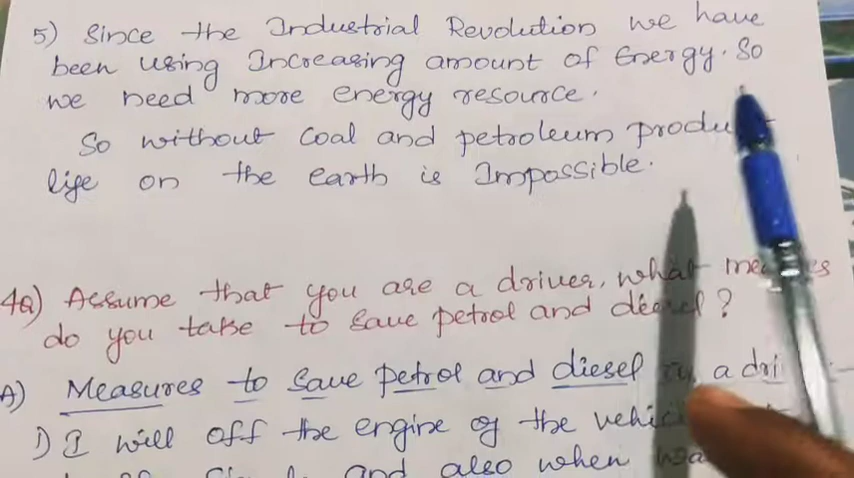 5) Since the Industrial Revolution we have
been using Increasing amount of Energy. So
we need more energy resource.
So without coal and petroleum
life on the earth is Impossible.
4Q) Assume that you are a driver, what
do you take to save petrol and diesel ?
A) Measures to save petrol and diesel a
1) I will off the engine of the
and also when